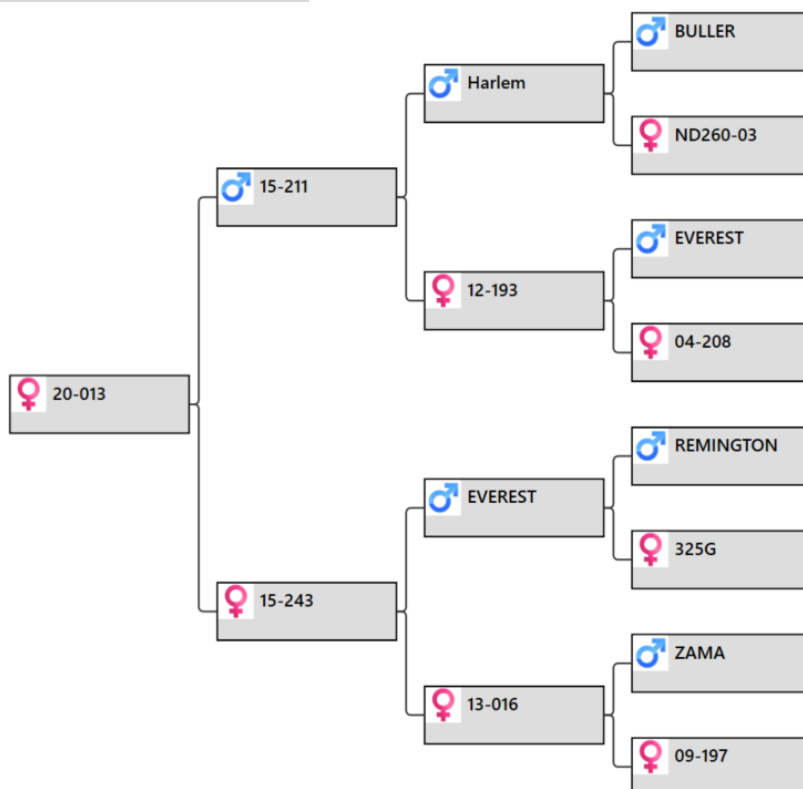 BULLER
Harlem
ND260-03
15-211
EVEREST
12-193
04-208
20-013
REMINGTON
EVEREST
325G
15-243
ZAMA
13-016
09-197